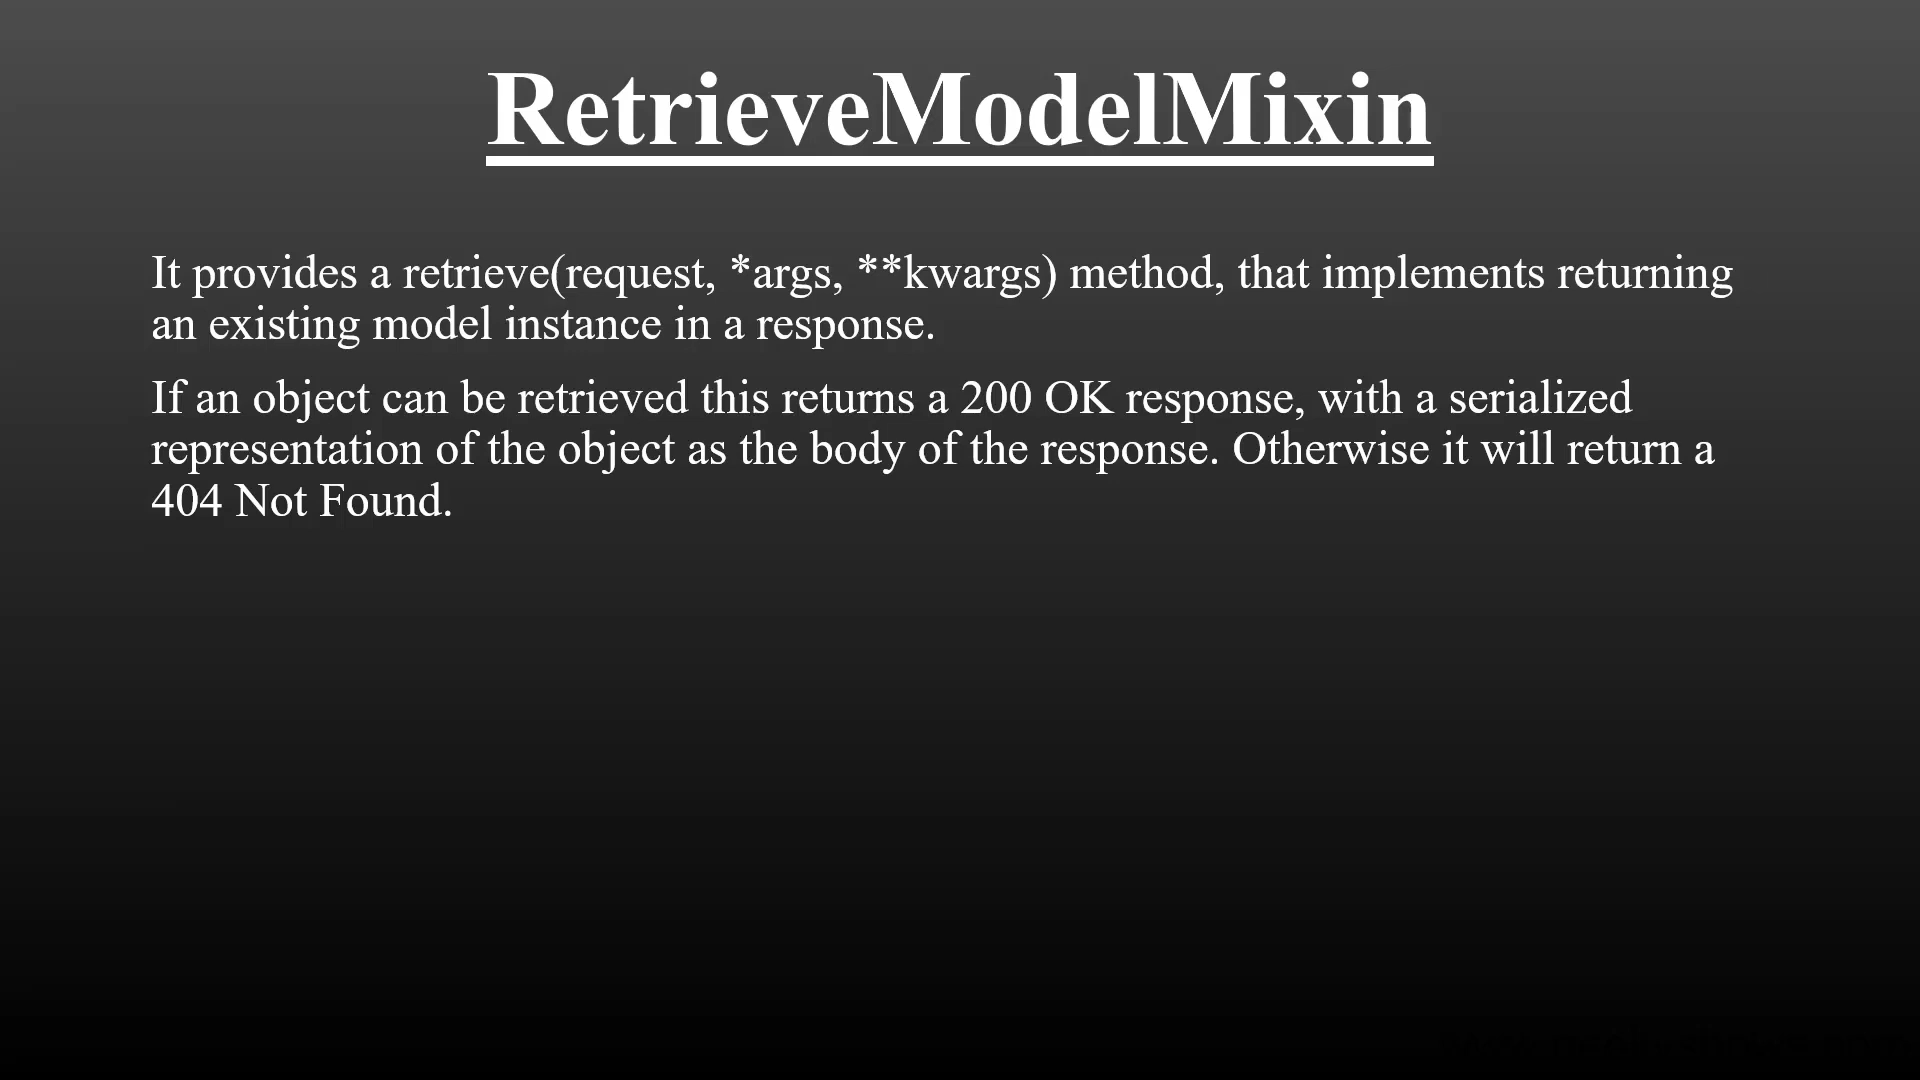 RetrieveModelMixin
It provides a retrieve(request, *args, **kwargs) method, that implements returning
an existing model instance in a response.
If an object can be retrieved this returns a 200 OK response, with a serialized
representation of the object as the body of the response. Otherwise it will return a
404 Not Found.